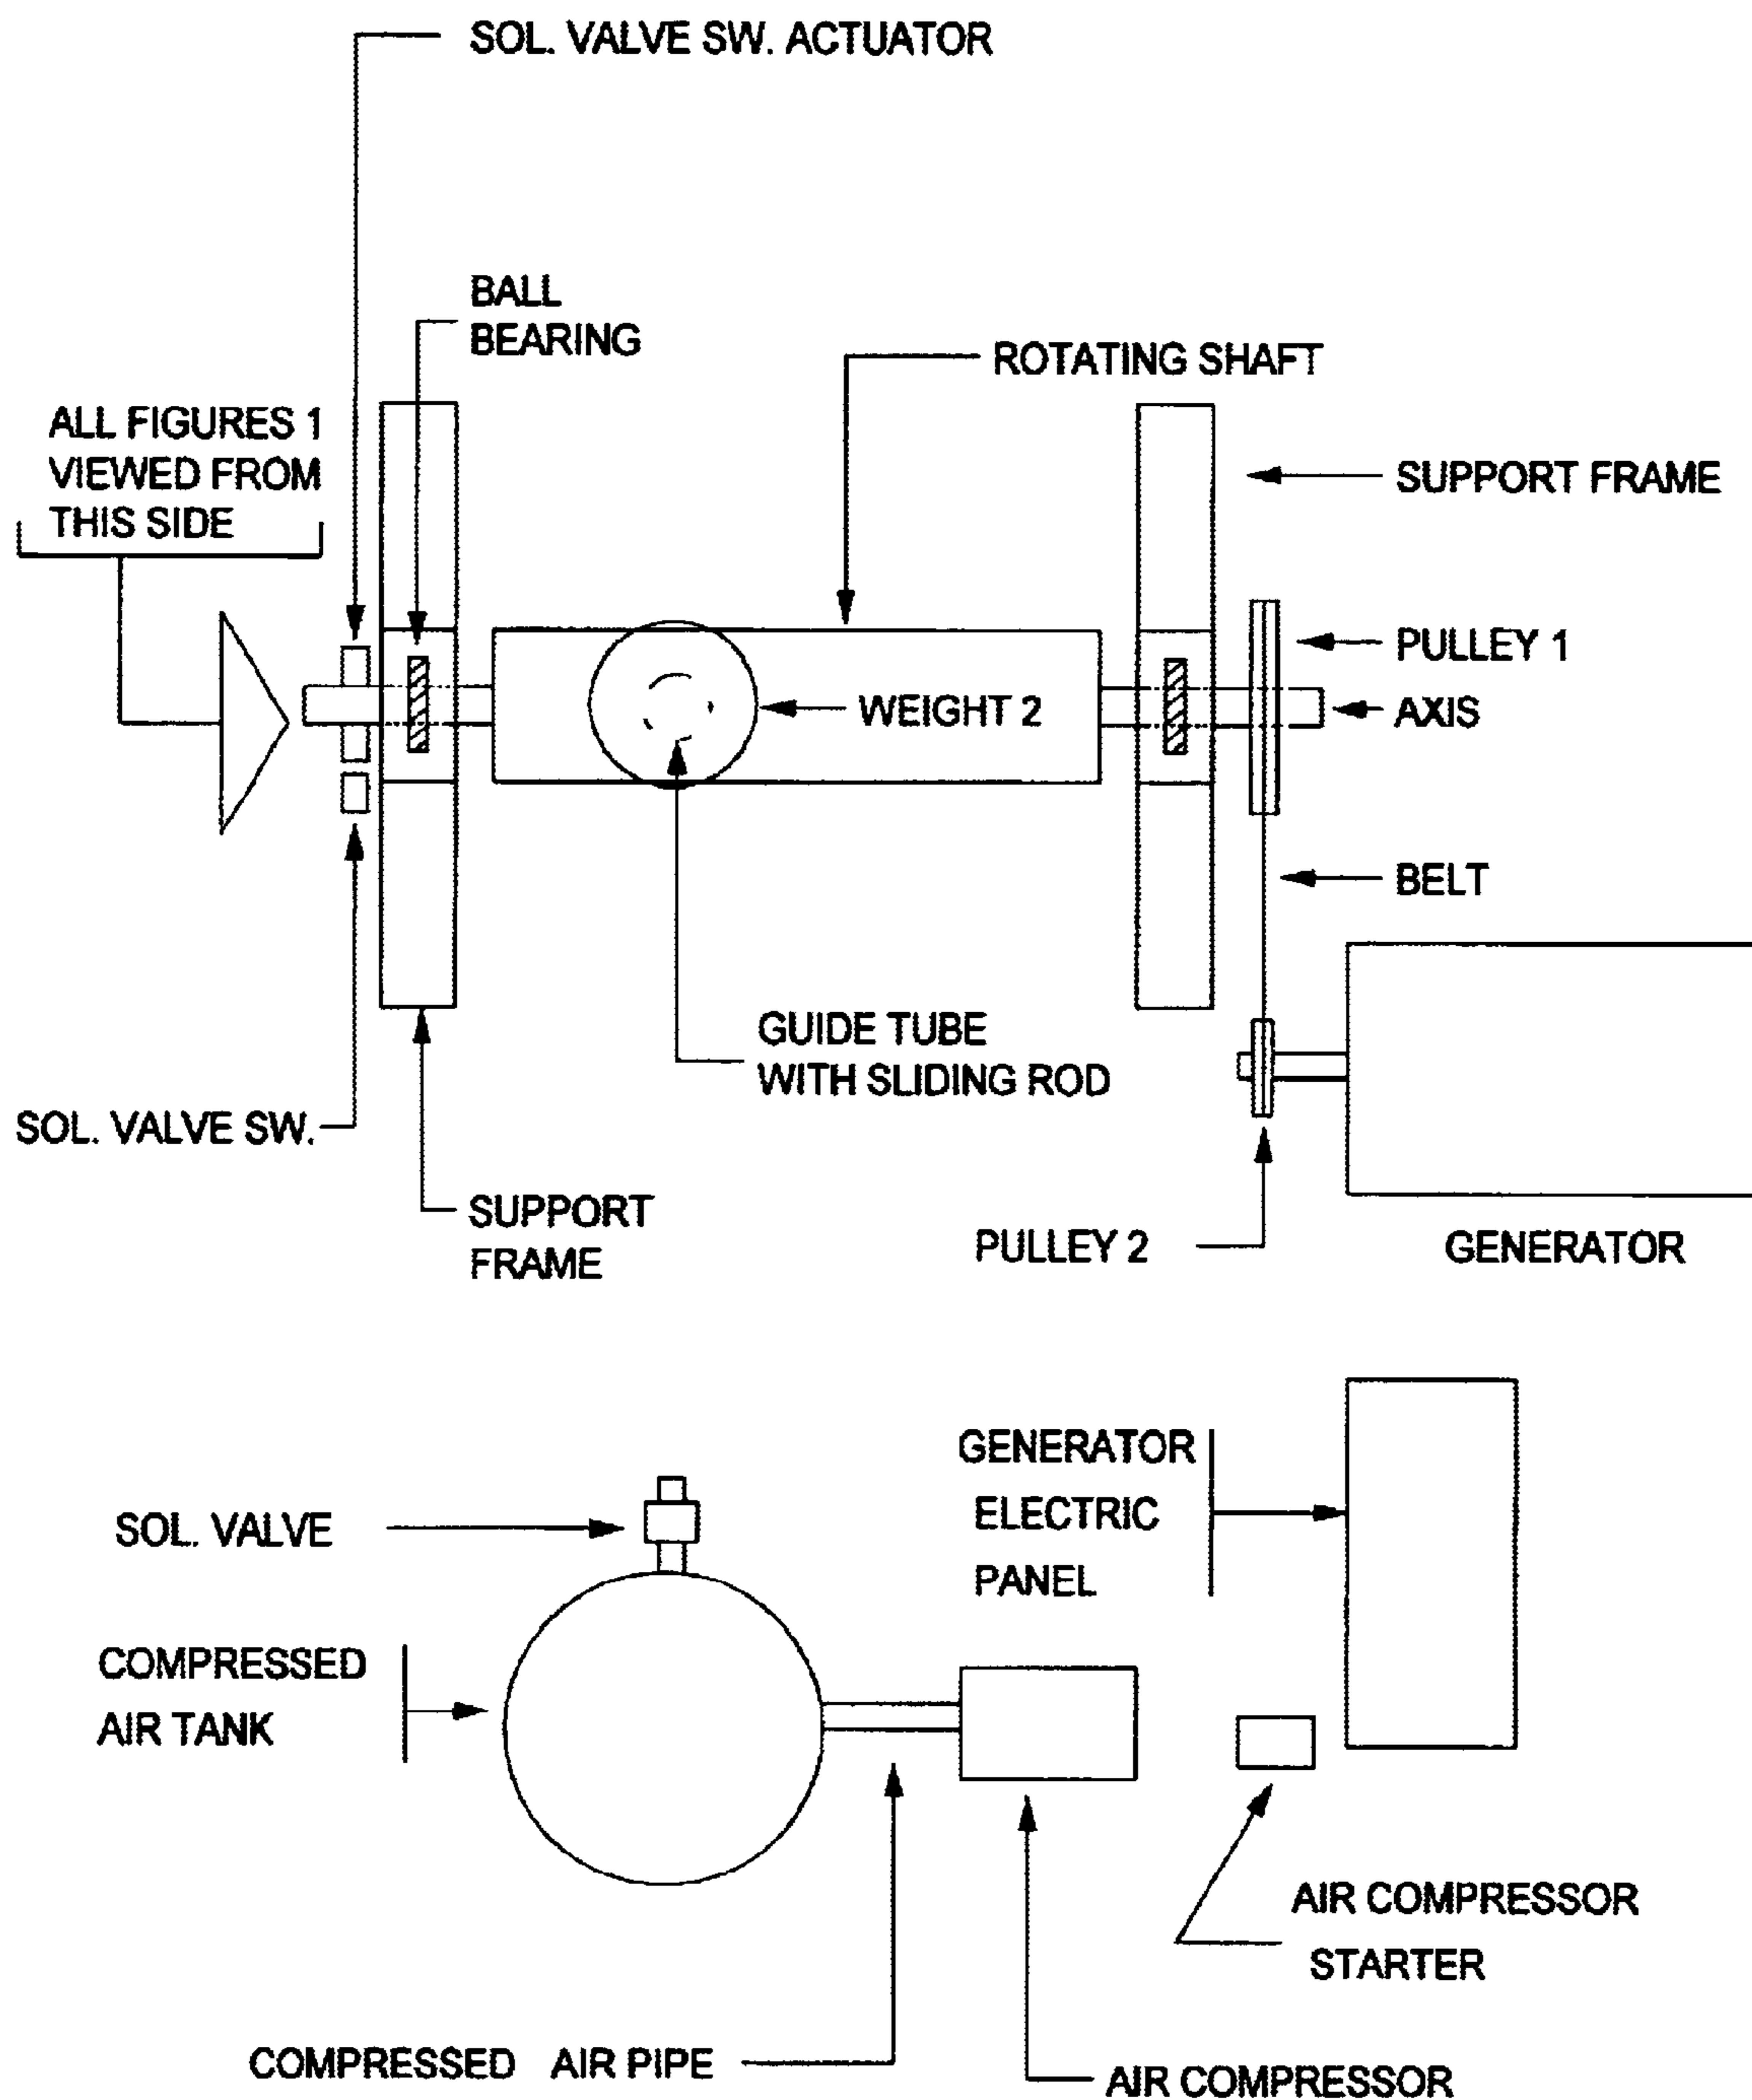 SOL. VALVE SW. ACTUATOR
BALL
BEARING
ROTATING SHAFT
ALL FIGURES 1
VIEWED FROM
THIS SIDE
SUPPORT FRAME
PULLEY 1
WEIGHT 2
AXIS
BELT
GUIDE TUBE
WITH SLIDING ROD
SOL. VALVE SW.
SUPPORT
FRAME
PULLEY 2
GENERATOR
GENERATOR
ELECTRIC
PANEL
SOL. VALVE
COMPRESSED
AIR TANK
AIR COMPRESSOR
STARTER
COMPRESSED AIR PIPE
AIR COMPRESSOR